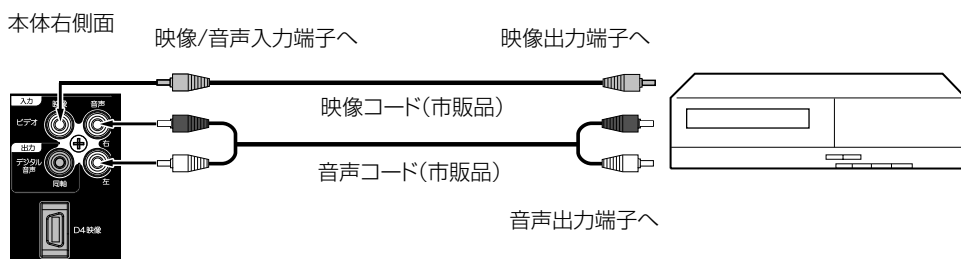 本体右側面
映像/音声入力端子へ
映像出力端子へ
入力
映像
音声
ビデオ
映像コード(市販品)
右
出力
デジタル
音声
音声コード(市販品)
同軸
左
音声出力端子へ
D4映像